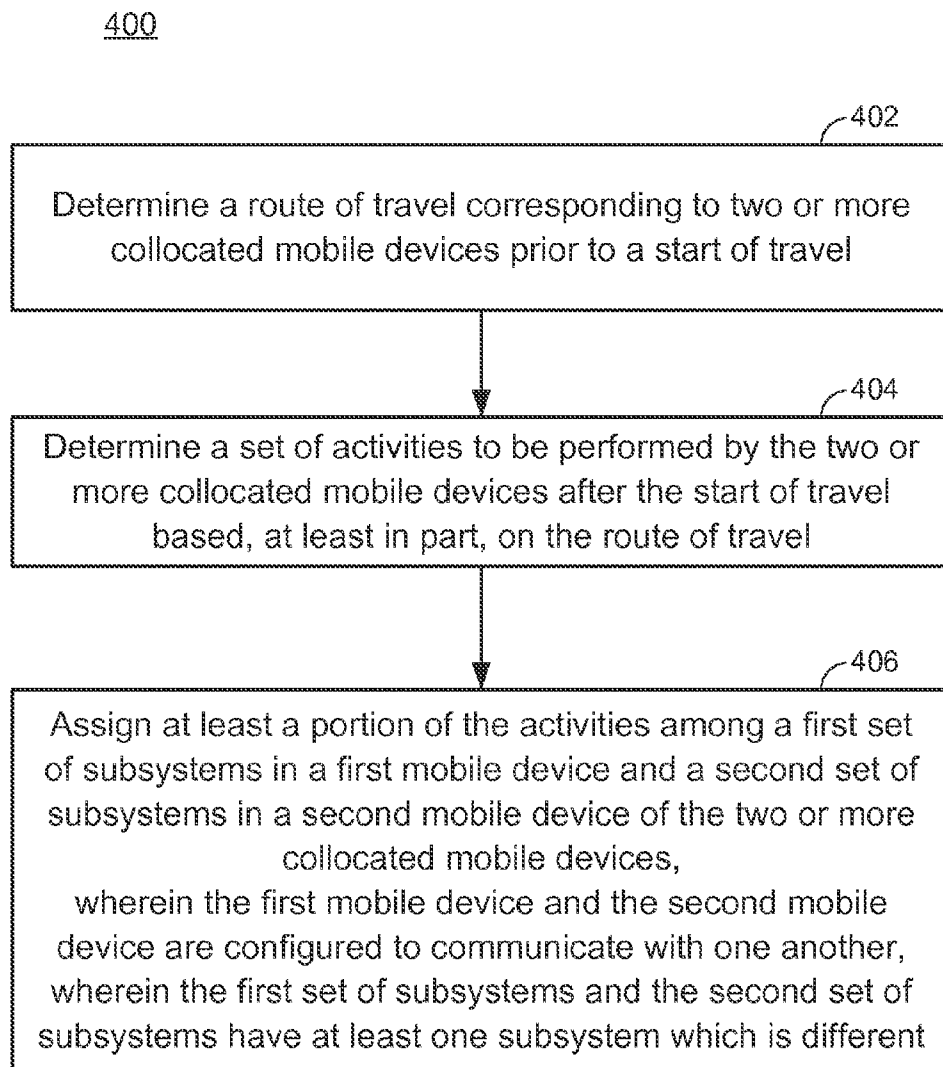 400
402
Determine a route of travel corresponding to two or more
collocated mobile devices prior to a start of travel
404
Determine a set of activities to be performed by the two or
more collocated mobile devices after the start of travel
based, at least in part, on the route of travel
406
Assign at least a portion of the activities among a first set
of subsystems in a first mobile device and a second set of
subsystems in a second mobile device of the two or more
collocated mobile devices,
wherein the first mobile device and the second mobile
device are configured to communicate with one another,
wherein the first set of subsystems and the second set of
subsystems have at least one subsystem which is different